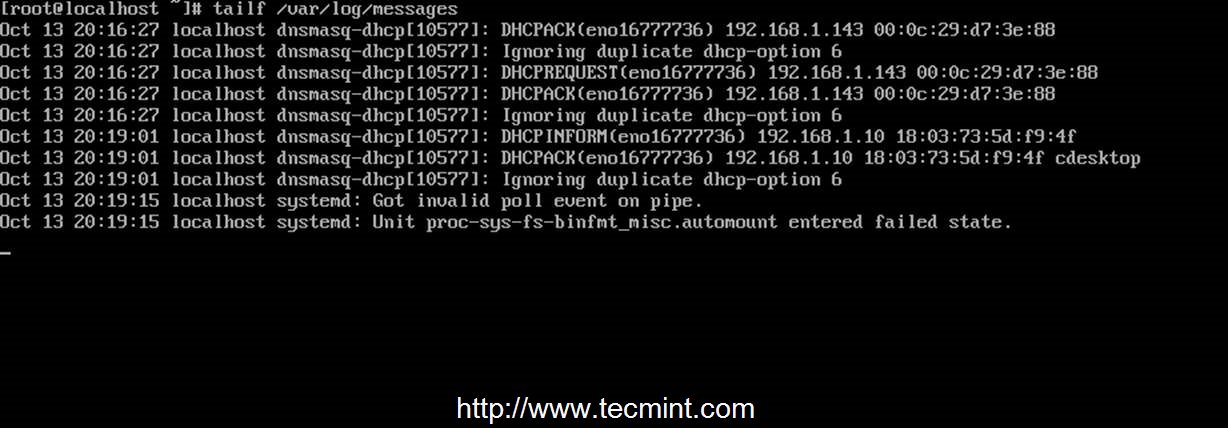 [root@localhost ~]# tailf /var/log/messages
Oct 13 20:16:27 localhost dnsmasq-dhcp[10577]: DHCPACK(eno16777736) 192.168.1.143 00:0c:29:d7:3e:88
Oct 13 20:16:27 localhost dnsmasq-dhcp[10577]: Ignoring duplicate dhcp-option 6
Oct 13 20:16:27 localhost dnsmasq-dhcp[10577]: DHCPREQUEST(eno16777736) 192.168.1.143 00:0c:29:d7:3e:88
Oct 13 20:16:27 localhost dnsmasq-dhcp[10577]: DHCPACK(eno16777736) 192.168.1.143 00:0c:29:d7:3e:88
Oct 13 20:16:27 localhost dnsmasq-dhcp[10577]: Ignoring duplicate dhcp-option 6
Oct 13 20:19:01 localhost dnsmasq-dhcp[10577]: DHCPINFORM(eno16777736) 192.168.1.10 18:03:73:5d:f9:4f
Oct 13 20:19:01 localhost dnsmasq-dhcp[10577]: DHCPACK(eno16777736) 192.168.1.10 18:03:73:5d:f9:4f cdesktop
Oct 13 20:19:01 localhost dnsmasq-dhcp[10577]: Ignoring duplicate dhcp-option 6
Oct 13 20:19:15 localhost systemd: Got invalid poll event on pipe.
Oct 13 20:19:15 localhost systemd: Unit proc-sys-fs-binfmt_misc.automount entered failed state.
http://www.tecmint.com